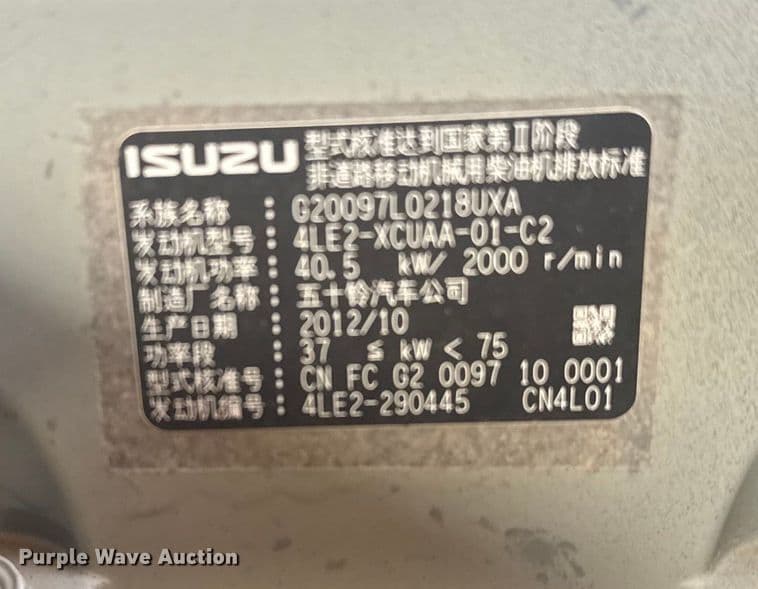 ISUZU 型式核准达到国家第Ⅱ阶段
排道路移动机械用柴油机排放标准
系族名称 : G20097L0218UXA
发动机型号 : 4LE2-XCUAA-01-C2
发动机功率 : 40.5 kW/ 2000 r/min
制造厂名称 : 五十铃汽车公司
生产日期 : 2012/10
功率段 : 37 ≤ kW < 75
型式核准号 : CN FC G2 0097 10 0001
发动机编号 : 4LE2-290445 CN4L01
Purple Wave Auction